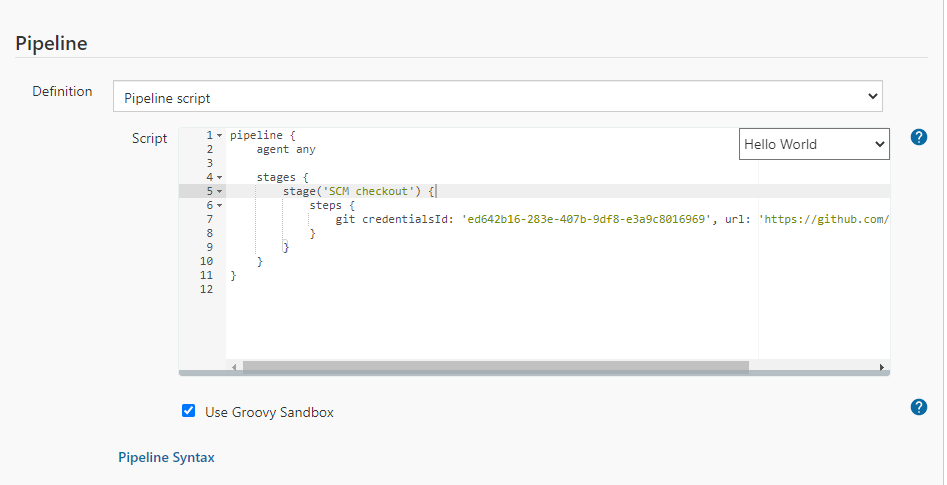 Pipeline
Definition
Pipeline script
Script
Hello World
?
1 pipeline {
2 agent any
3
4 stages {
5 stage('SCM checkout') {
6 steps {
7 git credentialsId: 'ed642b16-283e-407b-9df8-e3a9c8016969', url: 'https://github.com/
8 }
9 }
10 }
11 }
12
Use Groovy Sandbox
?
Pipeline Syntax